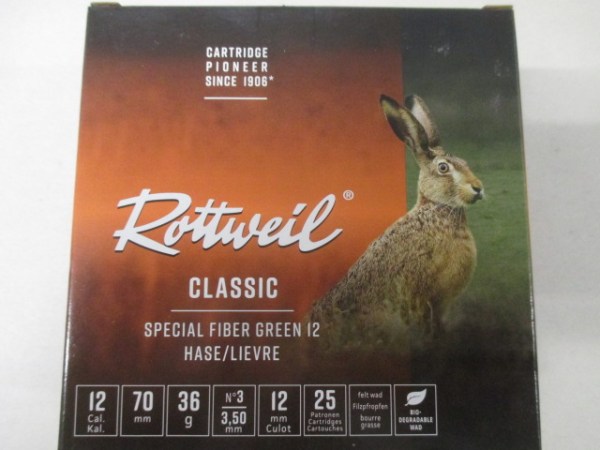 CARTRIDGE
PIONEER
SINCE 1906*
Rottweil®
CLASSIC
SPECIAL FIBER GREEN 12
HASE/LIEVRE
12
Cal.
Kal.
70
mm
36
g
N°3
3,50
mm
12
mm
Culot
25
Patronen
Cartridges
Cartouches
felt wad
Filzpfropfen
bourre
grasse
BIO-
DEGRADABLE
WAD